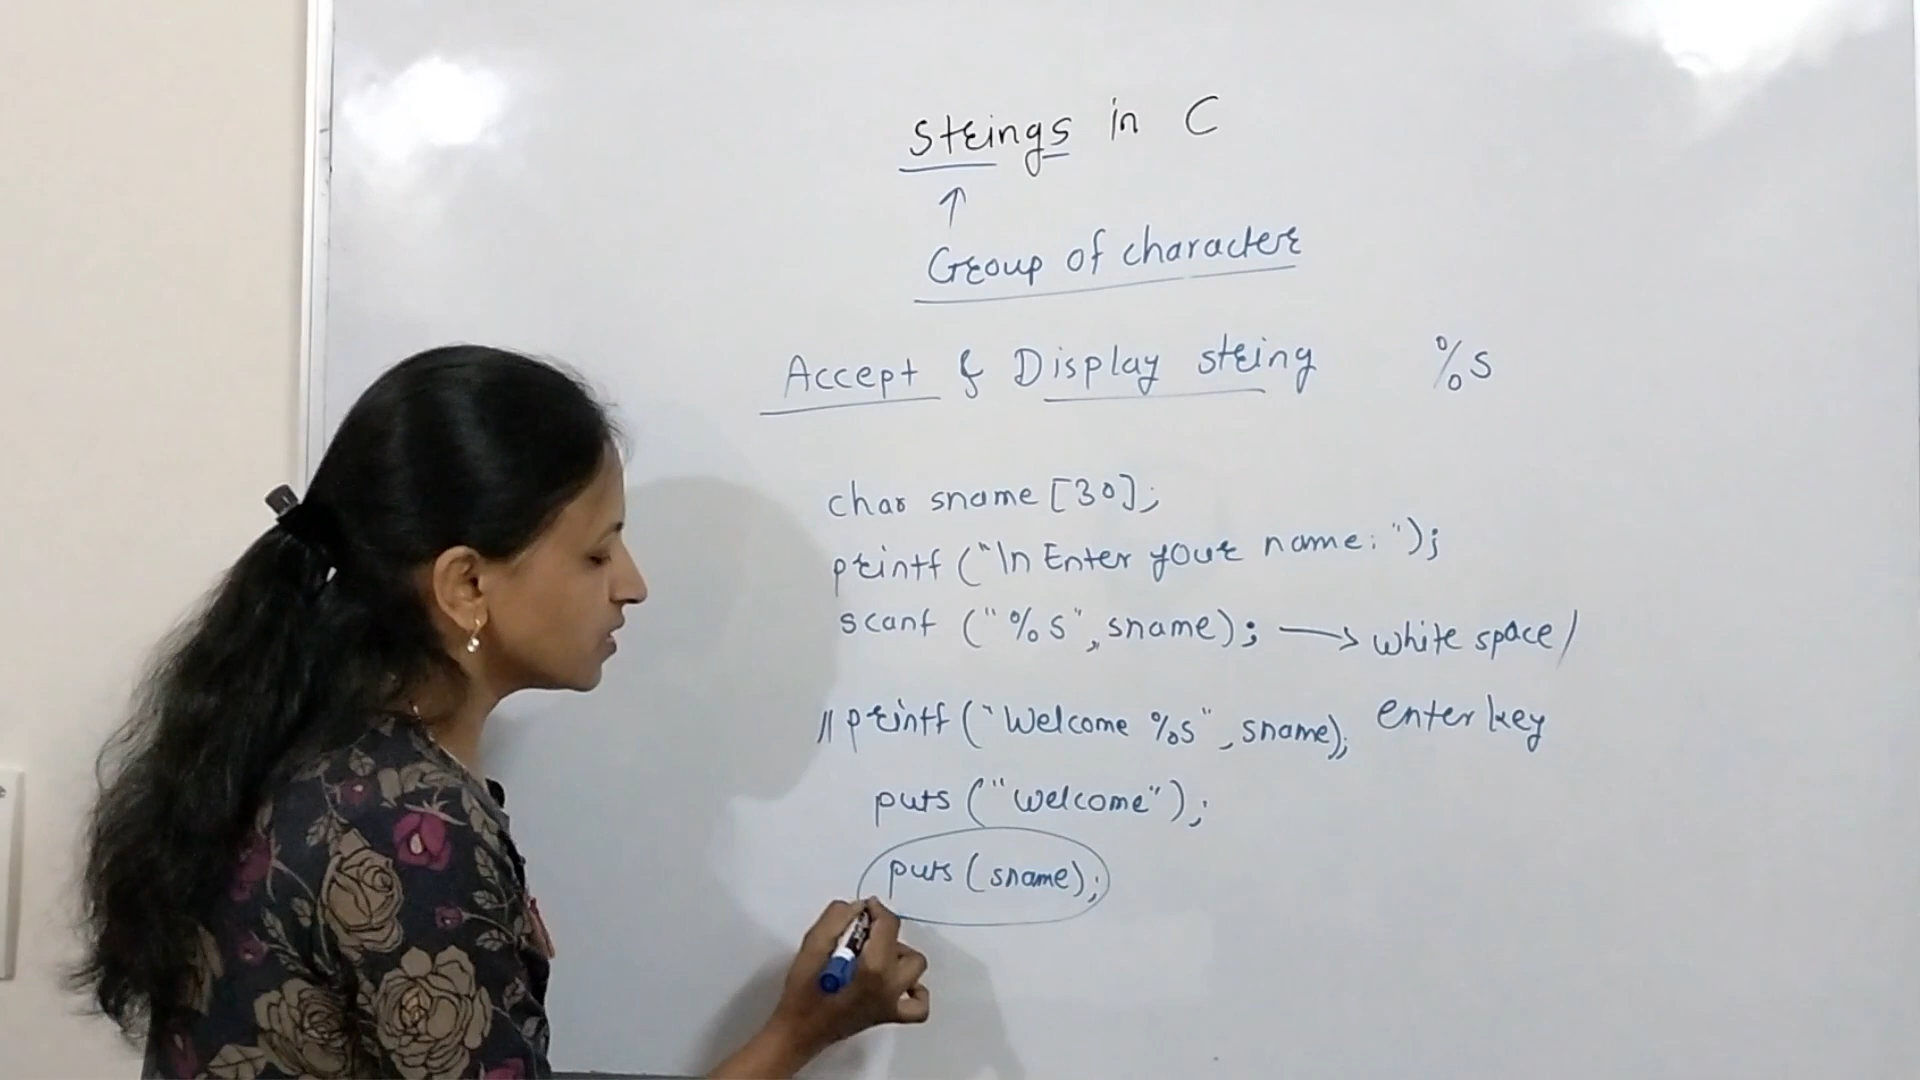 Strings in C
↑
Group of character
Accept & Display string %s
char sname [30];
printf ("\n Enter your name: ");
scanf ("%s", sname); → white space /
enter key
// printf ("Welcome %s", sname);
puts ("Welcome");
puts (sname);